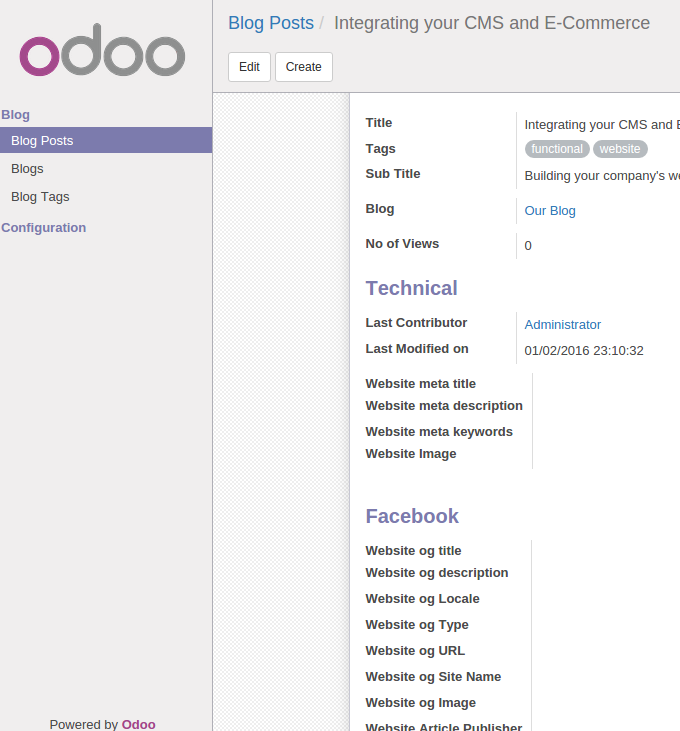 odoo
Blog
Blog Posts
Blogs
Blog Tags
Configuration
Powered by Odoo
Blog Posts / Integrating your CMS and E-Commerce
Edit Create
Title Integrating your CMS and E
Tags functional website
Sub Title Building your company's we
Blog Our Blog
No of Views 0
Technical
Last Contributor Administrator
Last Modified on 01/02/2016 23:10:32
Website meta title
Website meta description
Website meta keywords
Website Image
Facebook
Website og title
Website og description
Website og Locale
Website og Type
Website og URL
Website og Site Name
Website og Image
Website Article Publisher